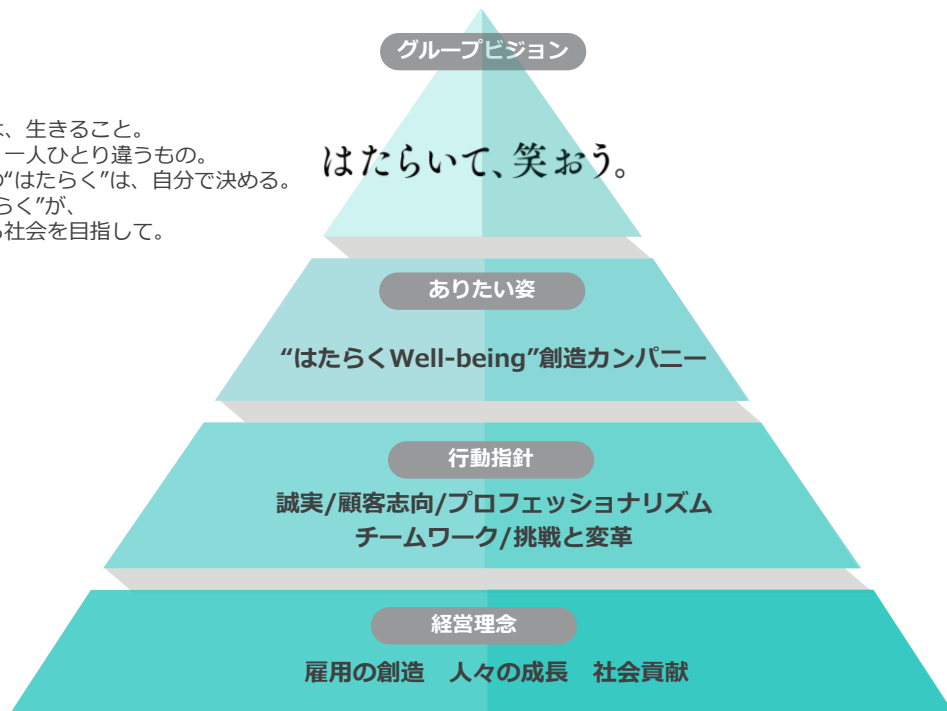 グループビジョン
、生きること。
一人ひとり違うもの。
“はたらく”は、自分で決める。
らく”が、
社会を目指して。
はたらいて、笑おう。
ありたい姿
“はたらくWell-being”創造カンパニー
行動指針
誠実/顧客志向/プロフェッショナリズム
チームワーク/挑戦と変革
経営理念
雇用の創造　人々の成長　社会貢献